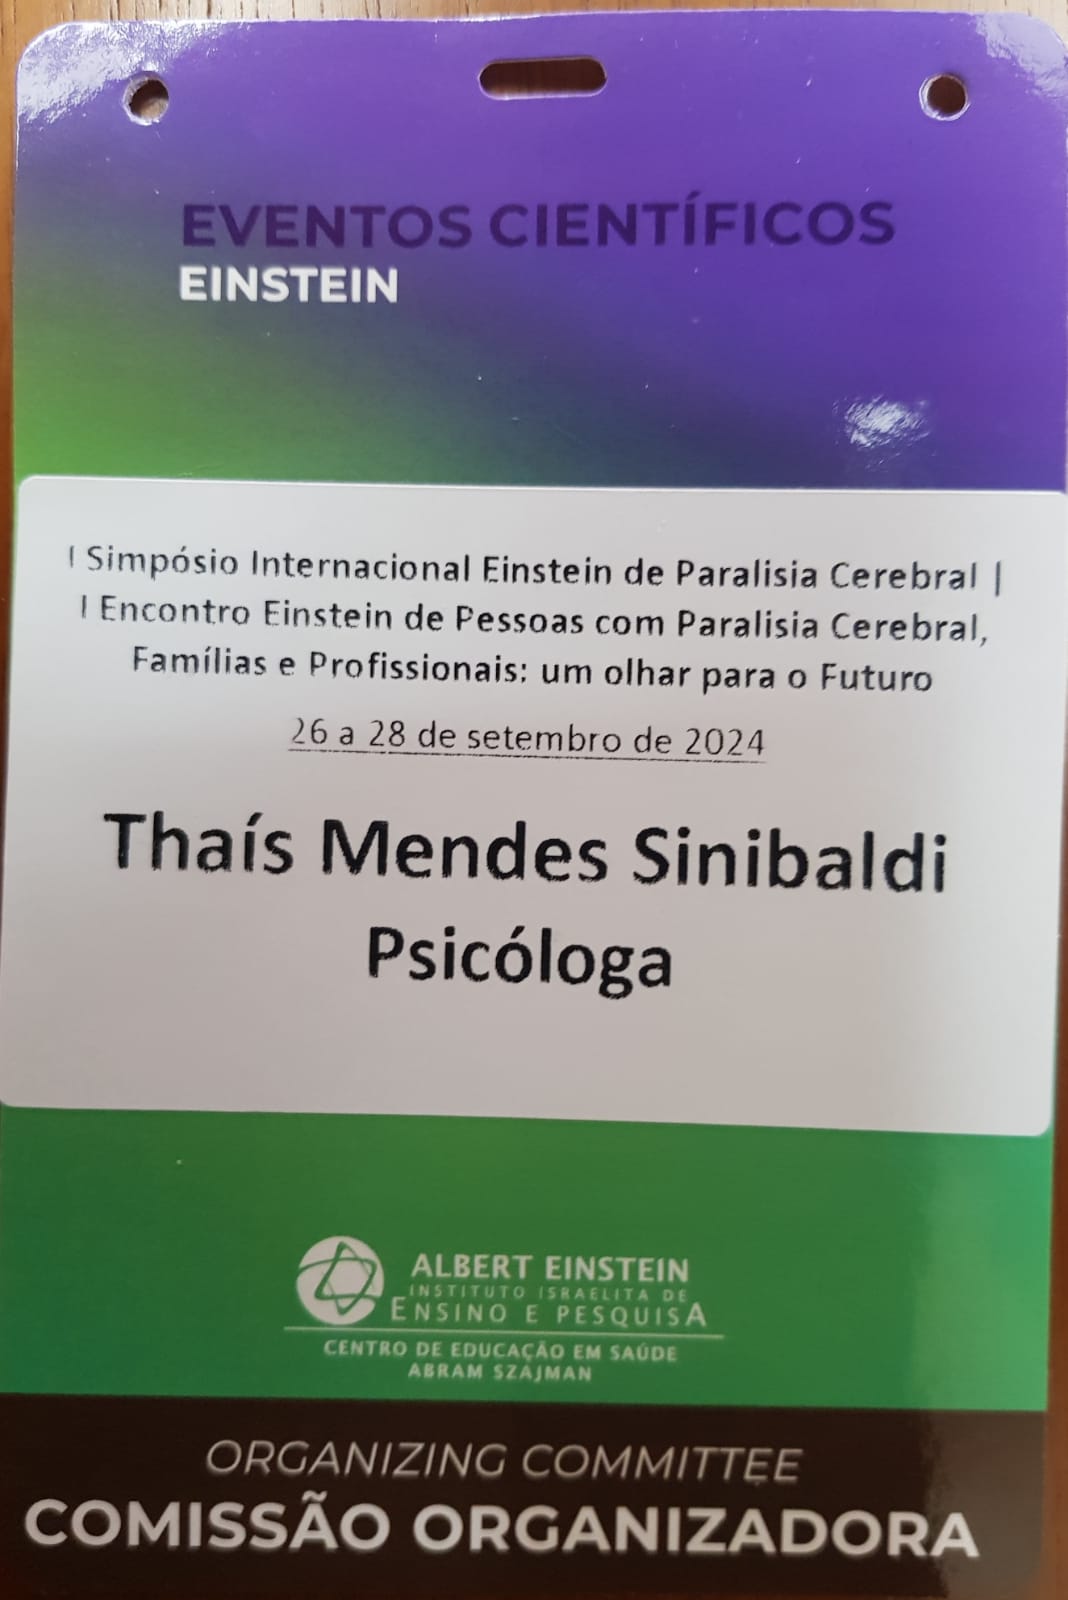 EVENTOS CIENTÍFICOS
EINSTEIN
I Simpósio Internacional Einstein de Paralisia Cerebral |
I Encontro Einstein de Pessoas com Paralisia Cerebral,
Famílias e Profissionais: um olhar para o Futuro
26 a 28 de setembro de 2024
Thaís Mendes Sinibaldi
Psicóloga
ALBERT EINSTEIN
INSTITUTO ISRAELITA DE
ENSINO E PESQUISA
CENTRO DE EDUCAÇÃO EM SAÚDE
ABRAM SZAJMAN
ORGANIZING COMMITTEE
COMISSÃO ORGANIZADORA